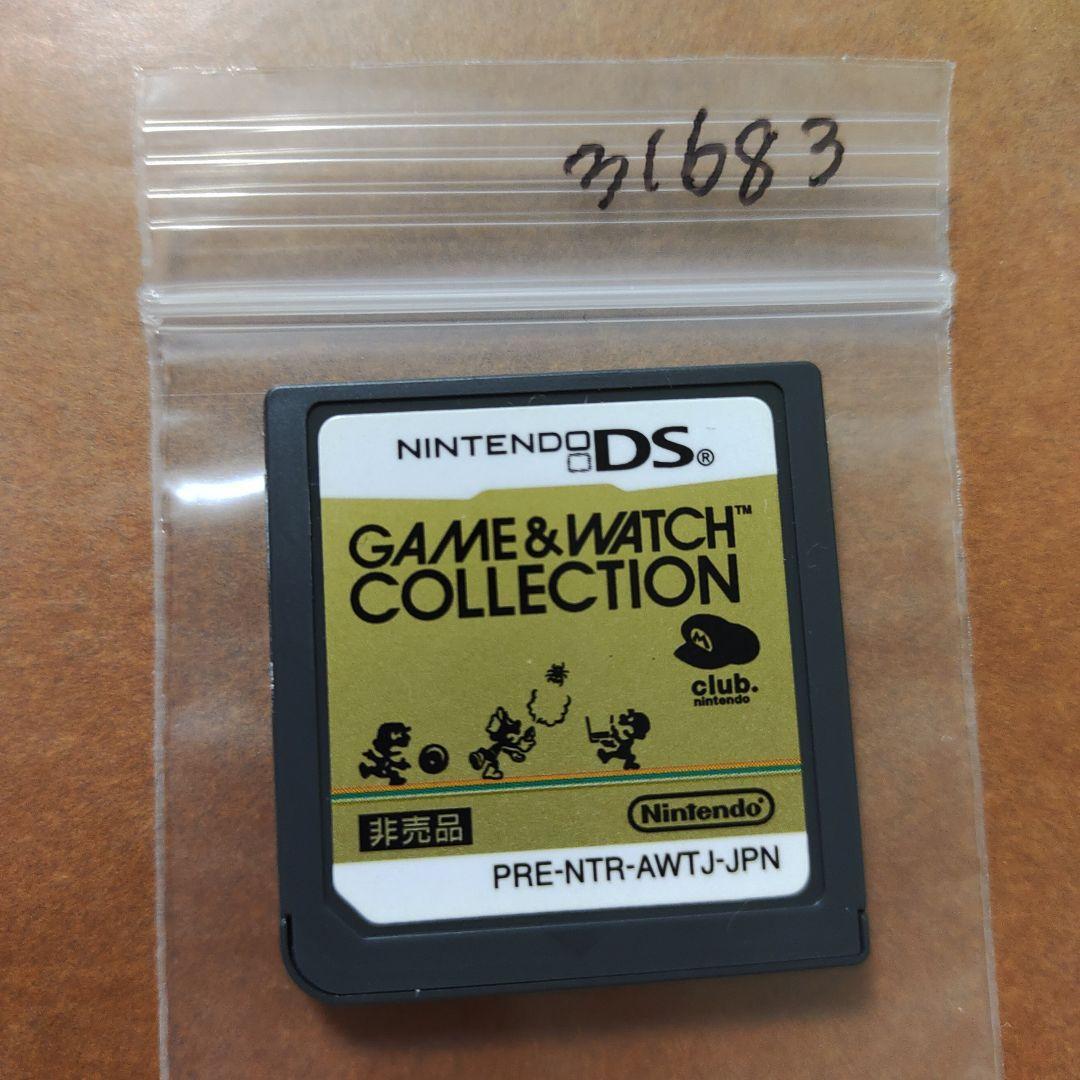 31683
NINTENDO DS®
GAME & WATCH™
COLLECTION
M
club.
nintendo
非売品
Nintendo®
PRE-NTR-AWTJ-JPN